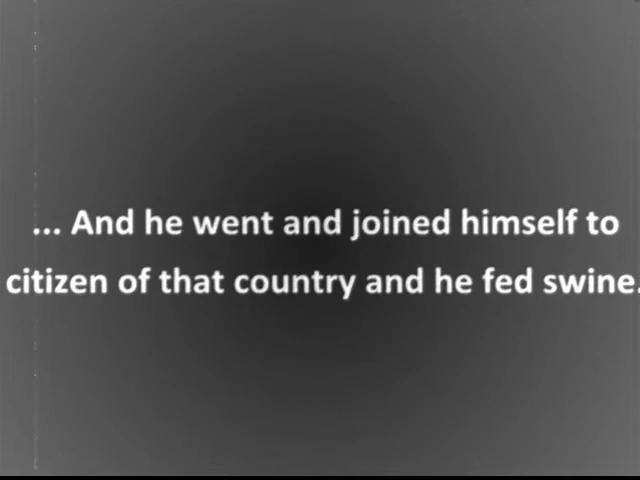 ... And he went and joined himself to
citizen of that country and he fed swine.